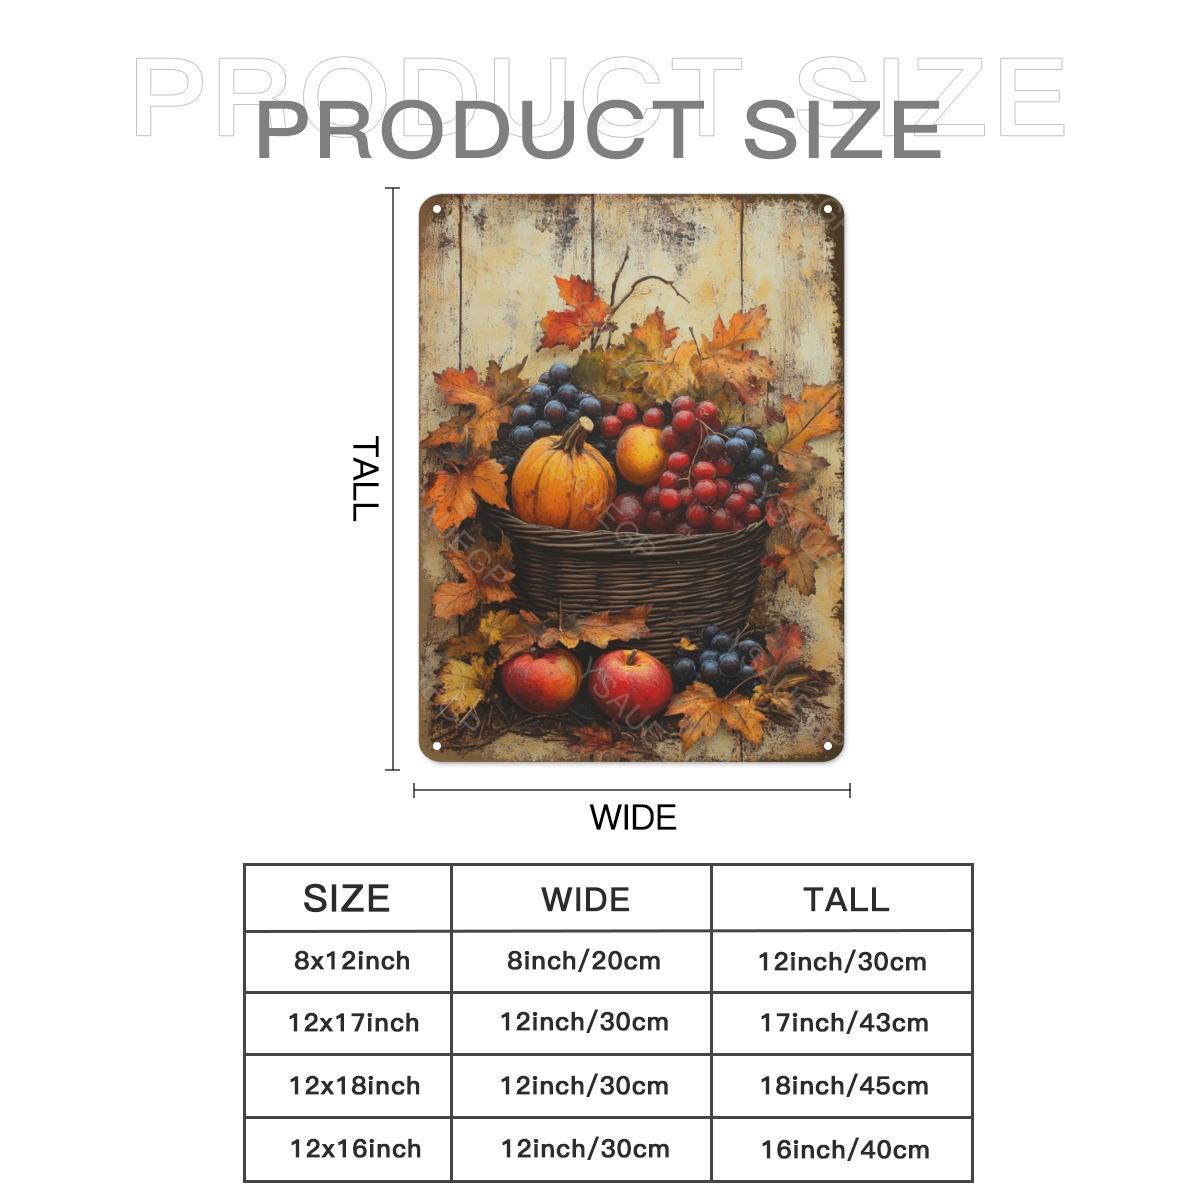 PRODUCT SIZE
PRODUCT SIZE
TALL
WIDE
SIZE WIDE TALL
8x12inch 8inch/20cm 12inch/30cm
12x17inch 12inch/30cm 17inch/43cm
12x18inch 12inch/30cm 18inch/45cm
12x16inch 12inch/30cm 16inch/40cm